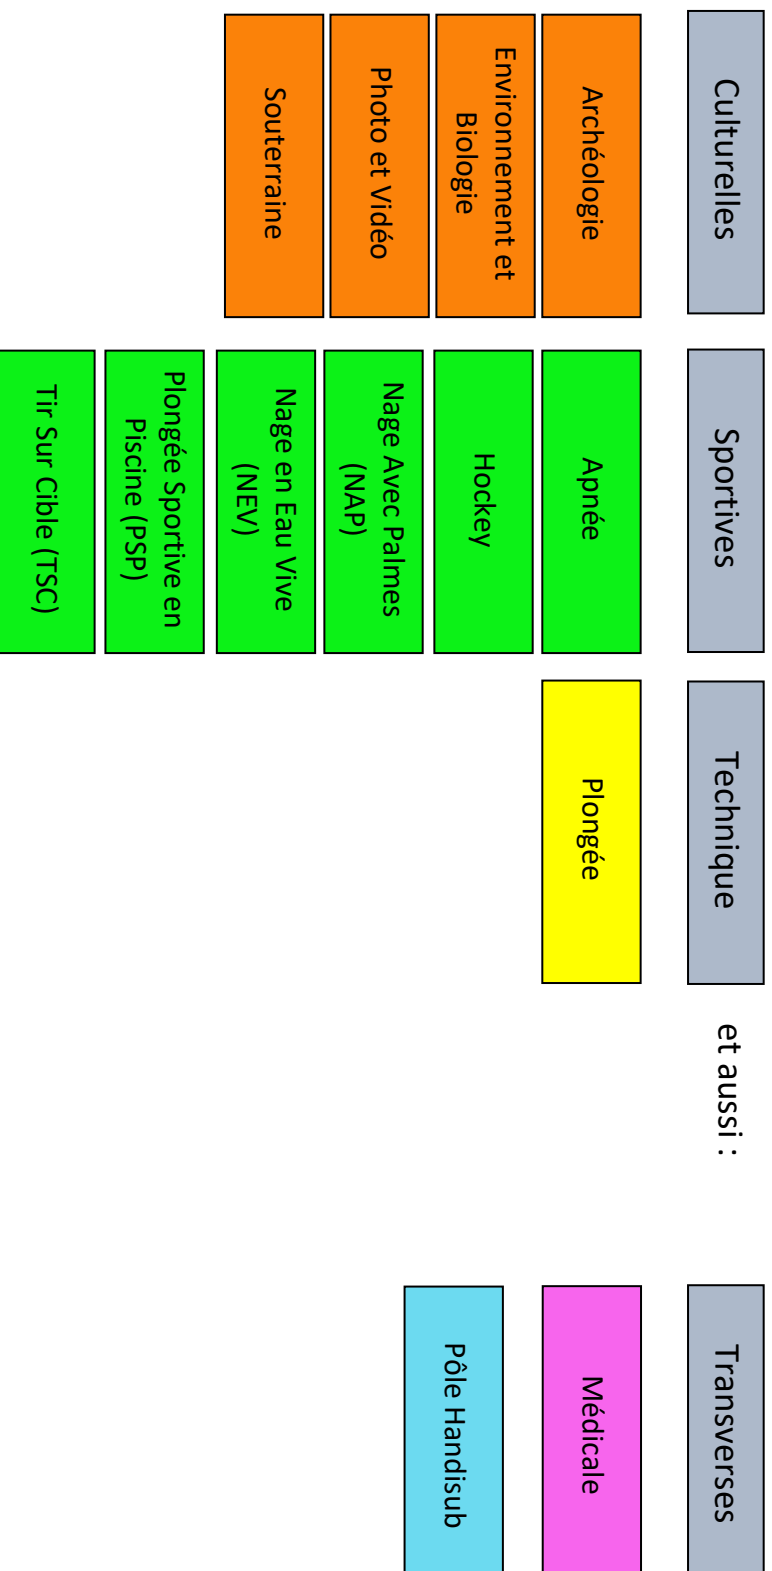 Culturelles
Archéologie
Environnement et
Biologie
Photo et Vidéo
Souterraine
Sportives
Apnée
Hockey
Nage Avec Palmes
(NAP)
Nage en Eau Vive
(NEV)
Plongée Sportive en
Piscine (PSP)
Tir Sur Cible (TSC)
Technique
Plongée
et aussi :
Transverses
Médicale
Pôle Handisub